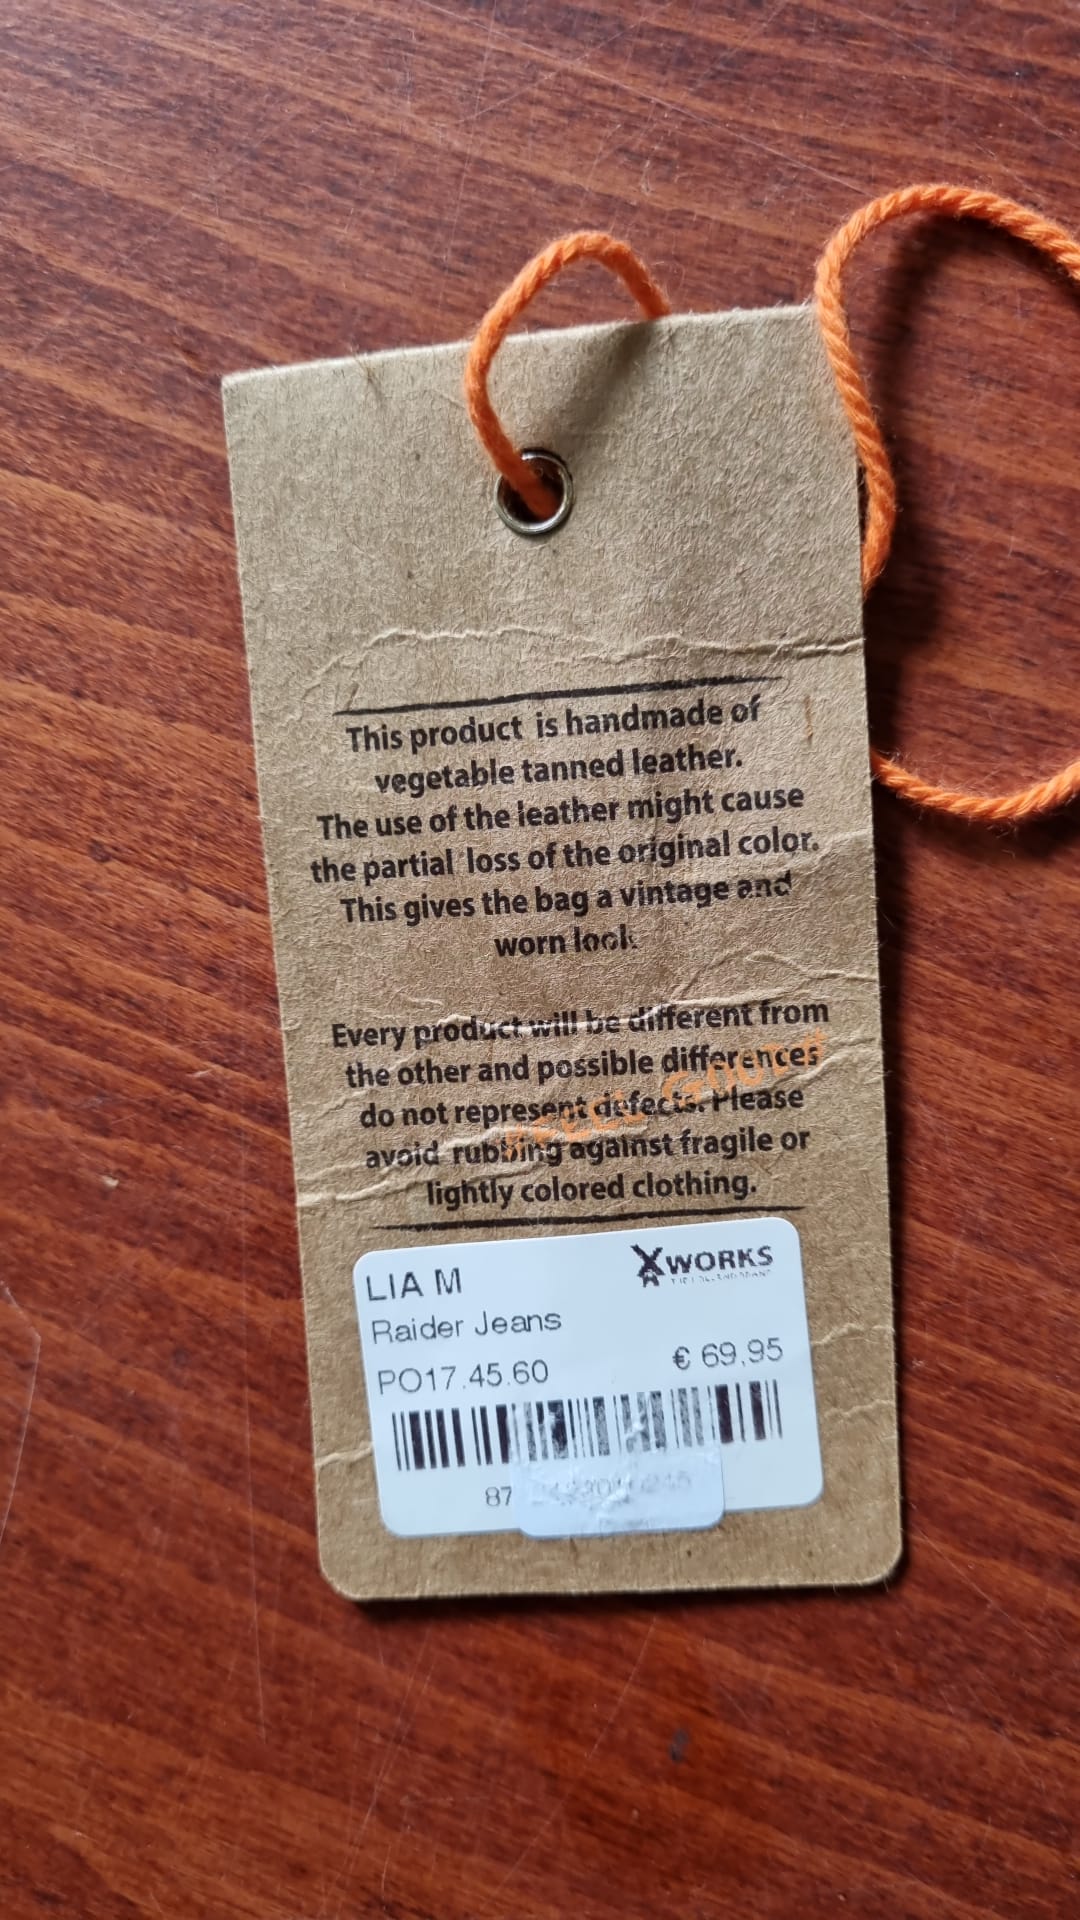 This product is handmade of
vegetable tanned leather.
The use of the leather might cause
the partial loss of the original color.
This gives the bag a vintage and
worn look
Every product will be different from
the other and possible differences
do not represent defects. Please
avoid rubbing against fragile or
lightly colored clothing.
LIA M
XWORKS
Raider Jeans
PO17.45.60
€ 69,95
87